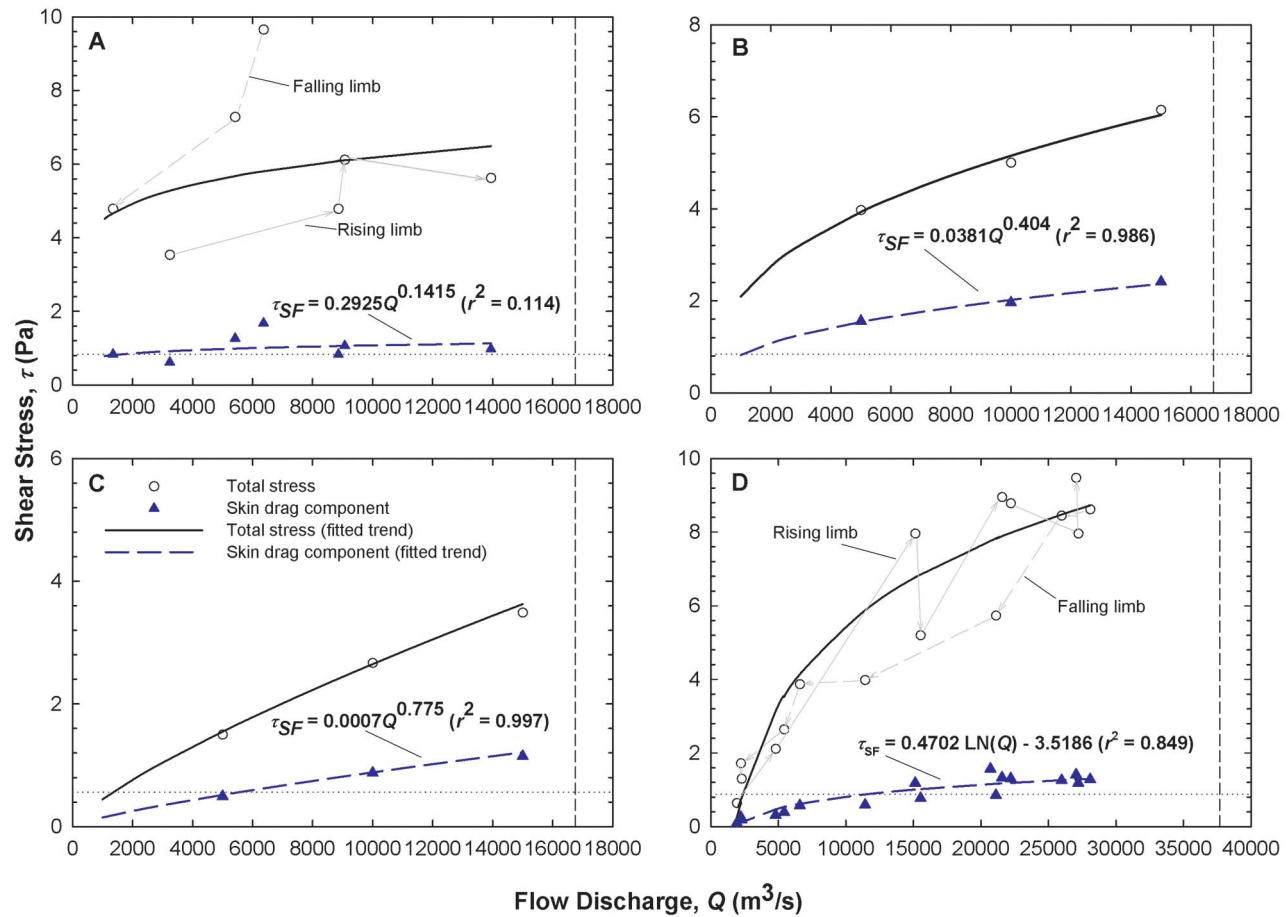 Shear Stress, τ (Pa)
A
10
8
6
4
2
0
Falling limb
Rising limb
τSF = 0.2925Q^0.1415 (r^2 = 0.114)
0 2000 4000 6000 8000 10000 12000 14000 16000 18000
B
8
6
4
2
0
τSF = 0.0381Q^0.404 (r^2 = 0.986)
0 2000 4000 6000 8000 10000 12000 14000 16000 18000
C
6
4
2
0
Total stress
Skin drag component
Total stress (fitted trend)
Skin drag component (fitted trend)
τSF = 0.0007Q^0.775 (r^2 = 0.997)
0 2000 4000 6000 8000 10000 12000 14000 16000 18000
D
10
8
6
4
2
0
Rising limb
Falling limb
τSF = 0.4702 LN(Q) - 3.5186 (r^2 = 0.849)
0 5000 10000 15000 20000 25000 30000 35000 40000
Flow Discharge, Q (m^3/s)